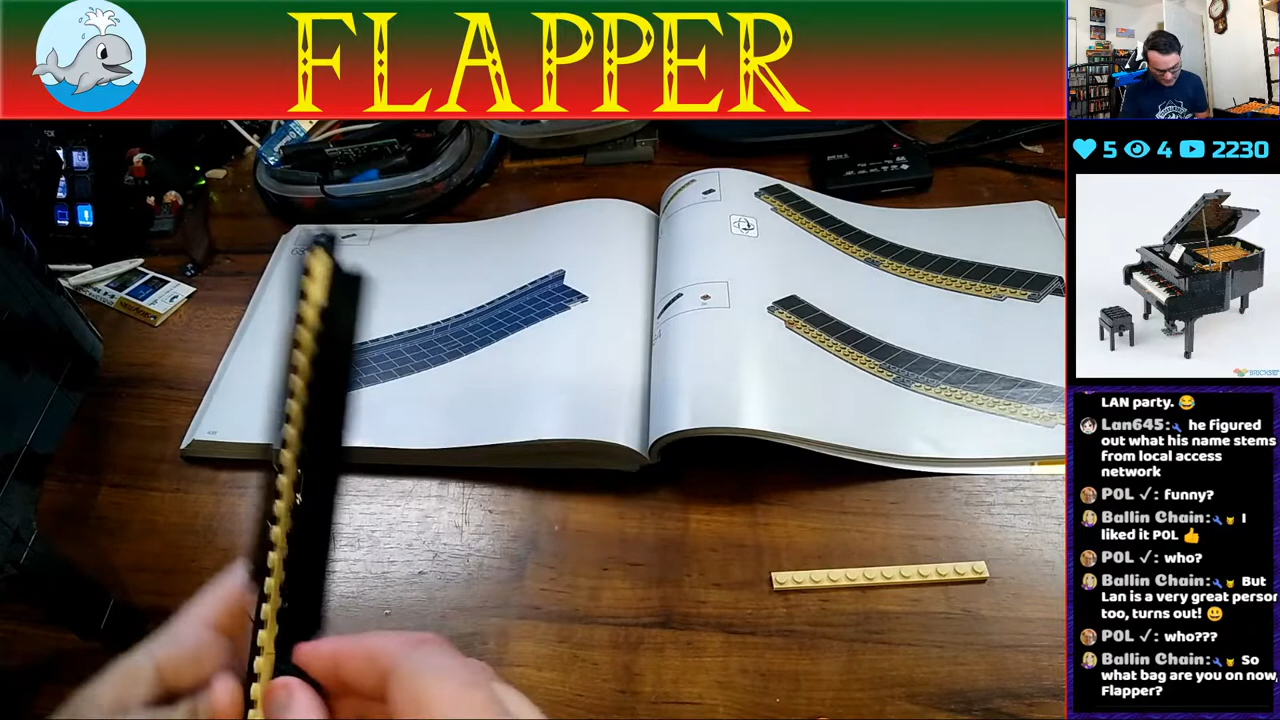 FLAPPER
5 4 2230
BRICKSET
LAN party. 😂
Lan645: he figured
out what his name stems
from local access
network
POL ✓: funny?
Ballin Chain: I
liked it POL 👍
POL ✓: who?
Ballin Chain: But
Lan is a very great person
too, turns out! 😃
POL ✓: who???
Ballin Chain: So
what bag are you on now,
Flapper?